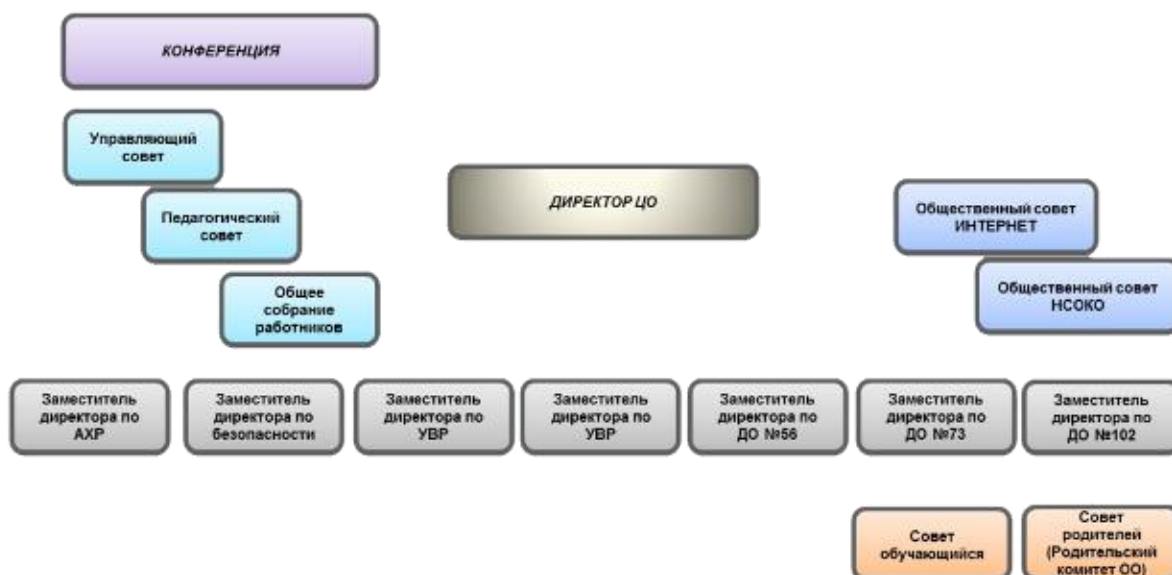 КОНФЕРЕНЦИЯ
Управляющий
совет
Педагогический
совет
Общее
собрание
работников
ДИРЕКТОР ЦО
Общественный совет
ИНТЕРНЕТ
Общественный совет
НСОКО
Заместитель
директора по
АХР
Заместитель
директора по
безопасности
Заместитель
директора по
УВР
Заместитель
директора по
УВР
Заместитель
директора по
ДО №56
Заместитель
директора по
ДО №73
Заместитель
директора по
ДО №102
Совет
обучающийся
Совет
родителей
(Родительский
комитет ОО)